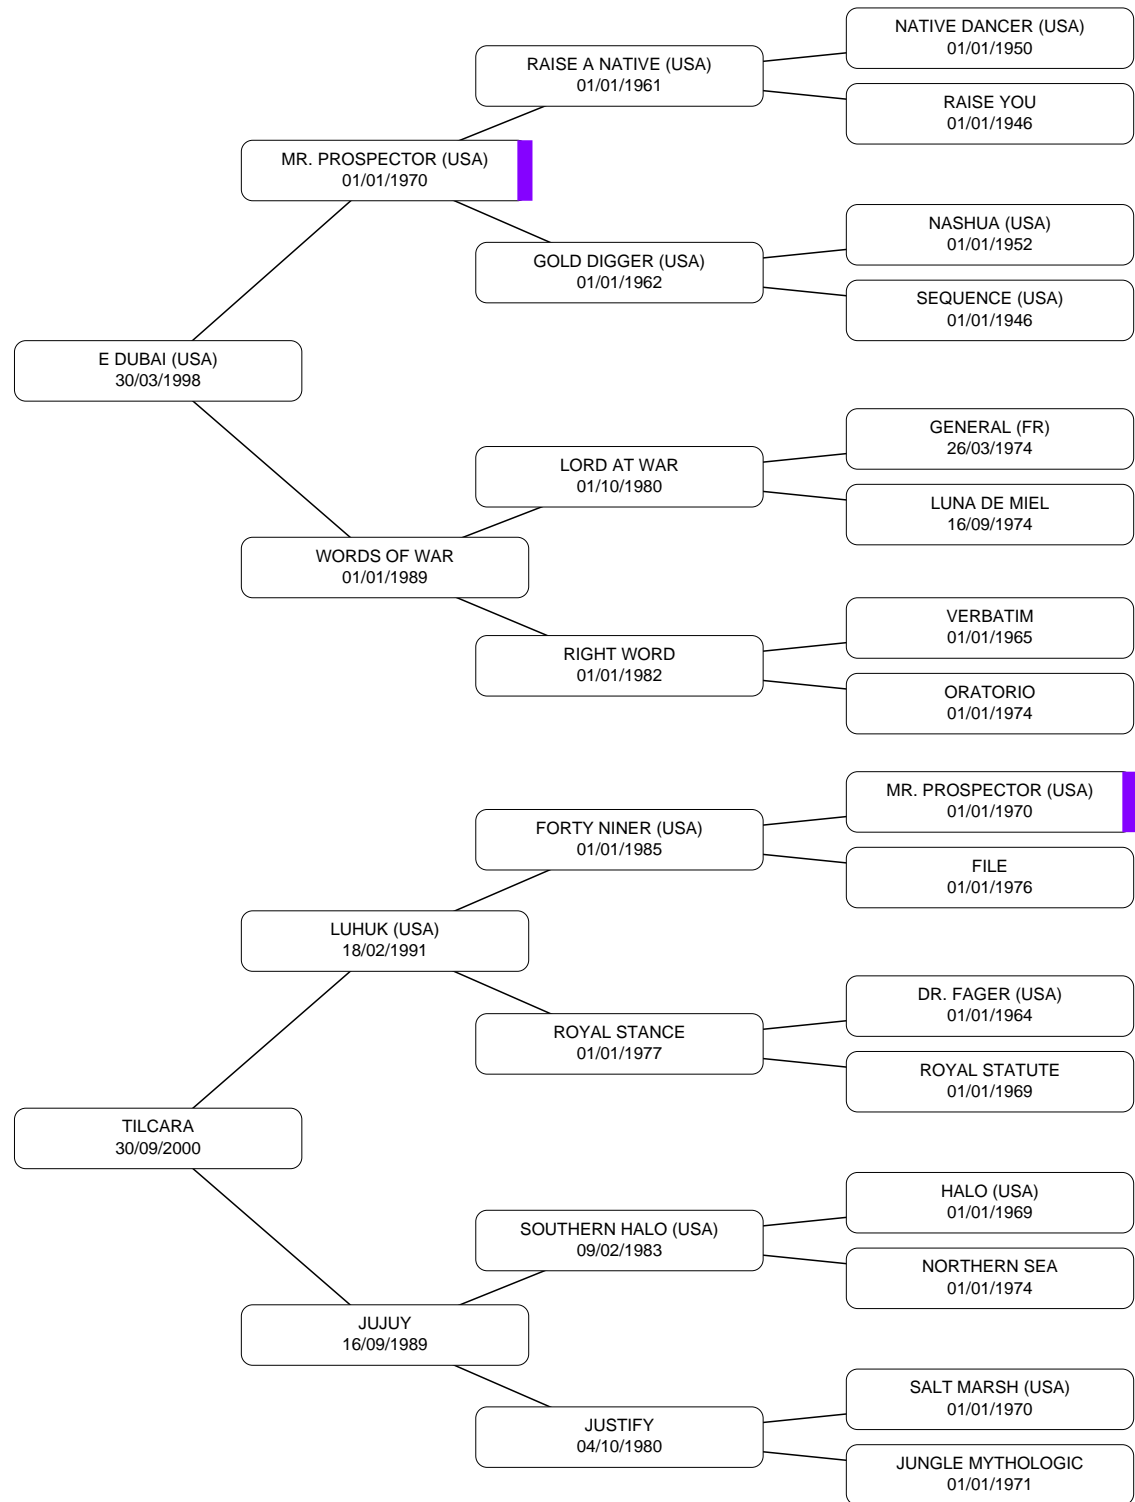 NATIVE DANCER (USA)
01/01/1950
RAISE A NATIVE (USA)
01/01/1961
RAISE YOU
01/01/1946
MR. PROSPECTOR (USA)
01/01/1970
NASHUA (USA)
01/01/1952
GOLD DIGGER (USA)
01/01/1962
SEQUENCE (USA)
01/01/1946
E DUBAI (USA)
30/03/1998
GENERAL (FR)
26/03/1974
LORD AT WAR
01/10/1980
LUNA DE MIEL
16/09/1974
WORDS OF WAR
01/01/1989
VERBATIM
01/01/1965
RIGHT WORD
01/01/1982
ORATORIO
01/01/1974
MR. PROSPECTOR (USA)
01/01/1970
FORTY NINER (USA)
01/01/1985
FILE
01/01/1976
LUHUK (USA)
18/02/1991
DR. FAGER (USA)
01/01/1964
ROYAL STANCE
01/01/1977
ROYAL STATUTE
01/01/1969
TILCARA
30/09/2000
HALO (USA)
01/01/1969
SOUTHERN HALO (USA)
09/02/1983
NORTHERN SEA
01/01/1974
JUJUY
16/09/1989
SALT MARSH (USA)
01/01/1970
JUSTIFY
04/10/1980
JUNGLE MYTHOLOGIC
01/01/1971